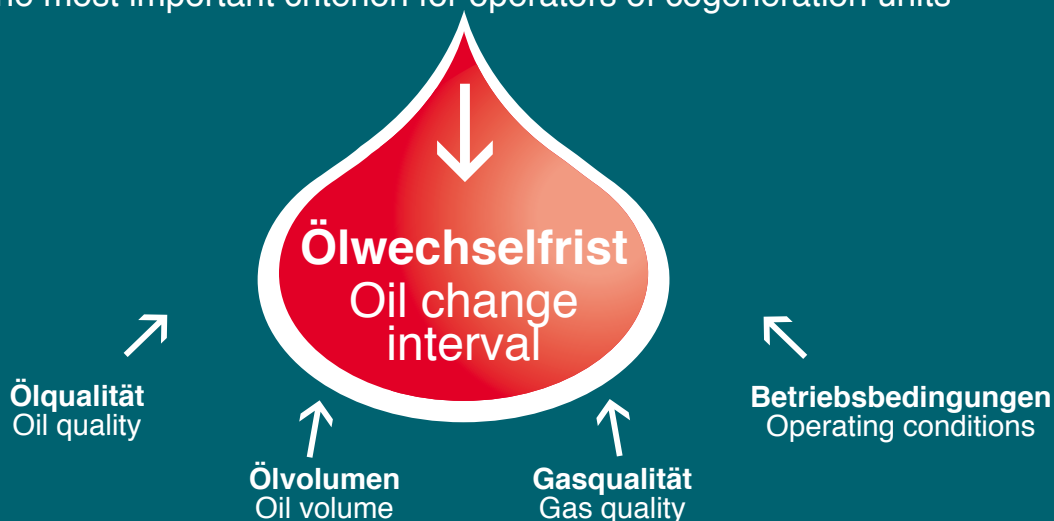 most important criterion for operators of cogeneration units
Ölwechselfrist
Oil change
interval
Ölqualität
Oil quality
Betriebsbedingungen
Operating conditions
Ölvolumen
Oil volume
Gasqualität
Gas quality